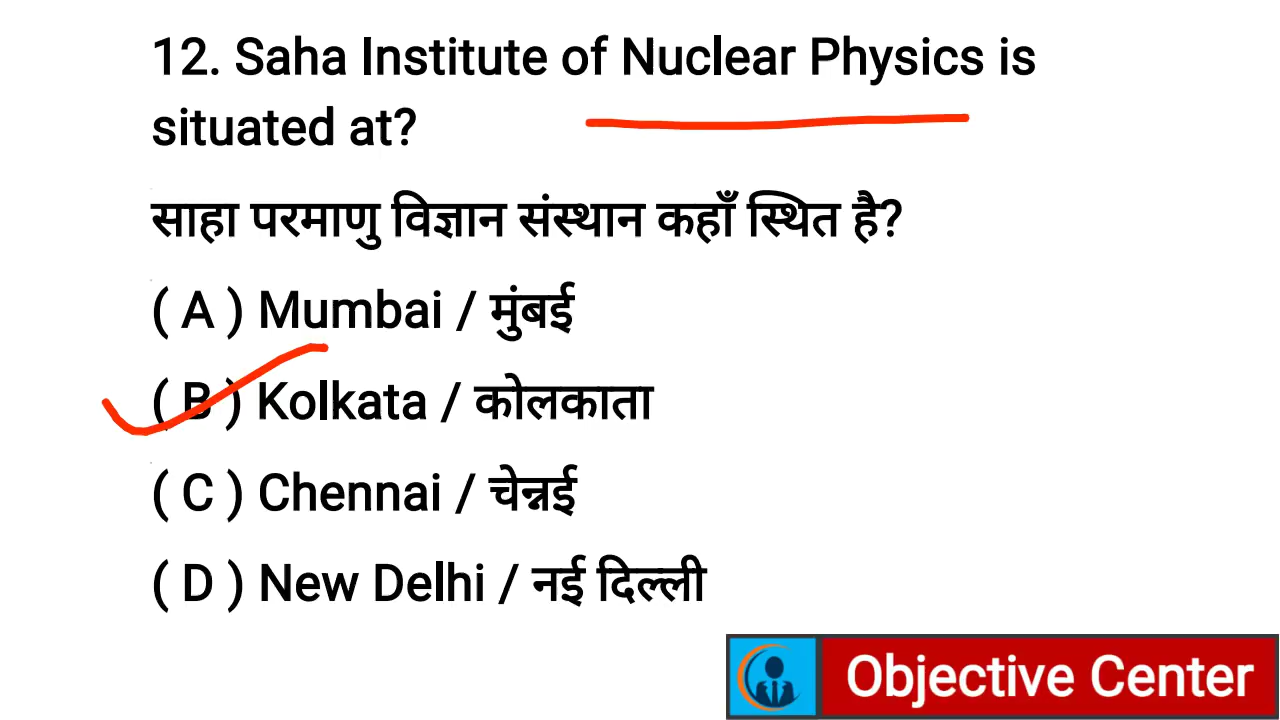 12. Saha Institute of Nuclear Physics is
situated at?
साहा परमाणु विज्ञान संस्थान कहाँ स्थित है?
( A ) Mumbai / मुंबई
( B ) Kolkata / कोलकाता
( C ) Chennai / चेन्नई
( D ) New Delhi / नई दिल्ली
Objective Center